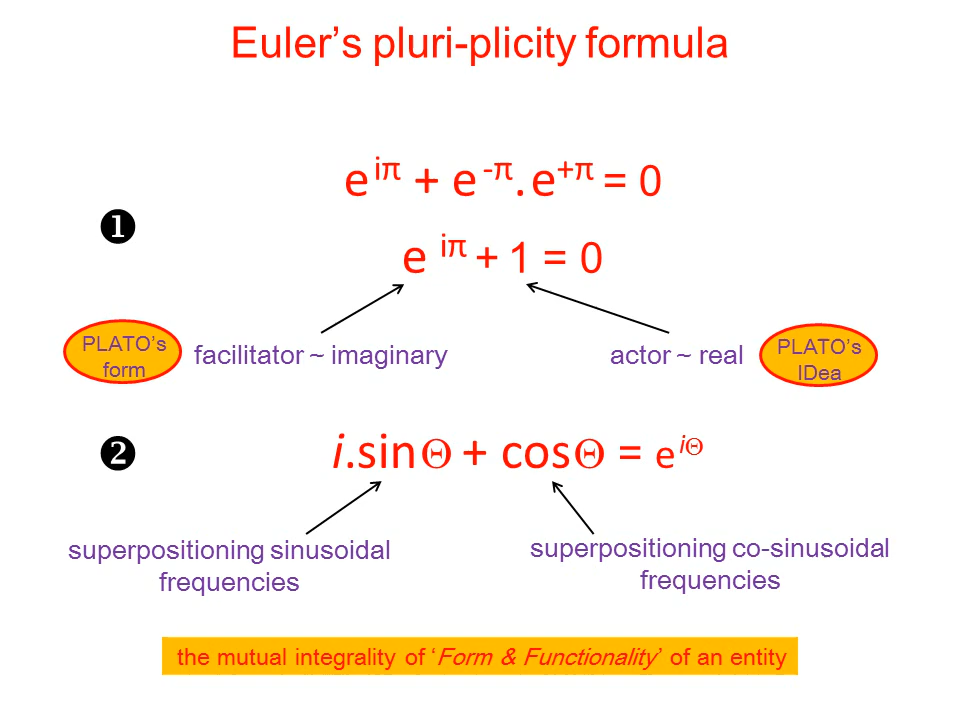 Euler's pluri-plicity formula
e^iπ + e^-π . e^+π = 0
❶
e^iπ + 1 = 0
PLATO's
form
facilitator ~ imaginary
actor ~ real
PLATO's
IDea
❷
i.sinΘ + cosΘ = e^iΘ
superpositioning sinusoidal
frequencies
superpositioning co-sinusoidal
frequencies
the mutual integrality of 'Form & Functionality' of an entity